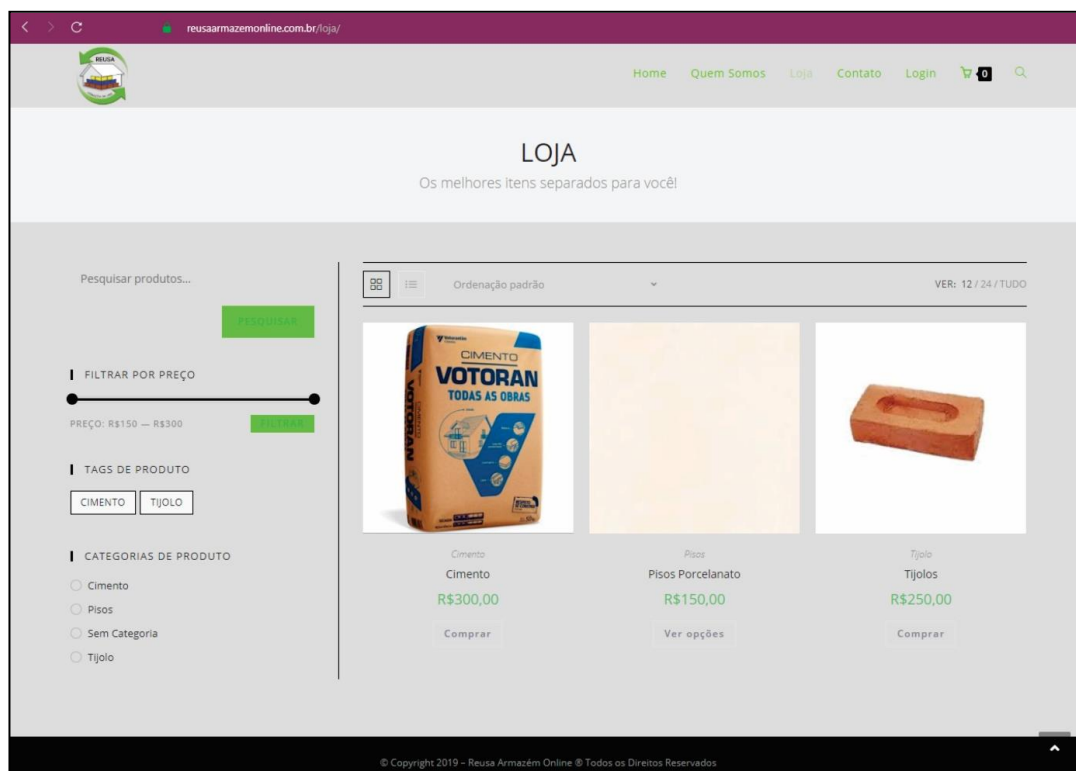 reusaarmazemonline.com.br/loja/
REUSA
Home Quem Somos Loja Contato Login 0
LOJA
Os melhores itens separados para você!
Pesquisar produtos...
PESQUISAR
FILTRAR POR PREÇO
PREÇO: R$150 — R$300 FILTRAR
TAGS DE PRODUTO
CIMENTO TIJOLO
CATEGORIAS DE PRODUTO
Cimento
Pisos
Sem Categoria
Tijolo
Ordenação padrão VER: 12 / 24 / TUDO
Votorantim
CIMENTO
VOTORAN
TODAS AS OBRAS
VOTORAN
Cimento
Cimento
R$300,00
Comprar
Pisos
Pisos Porcelanato
R$150,00
Ver opções
Tijolo
Tijolos
R$250,00
Comprar
© Copyright 2019 – Reusa Armazém Online ® Todos os Direitos Reservados